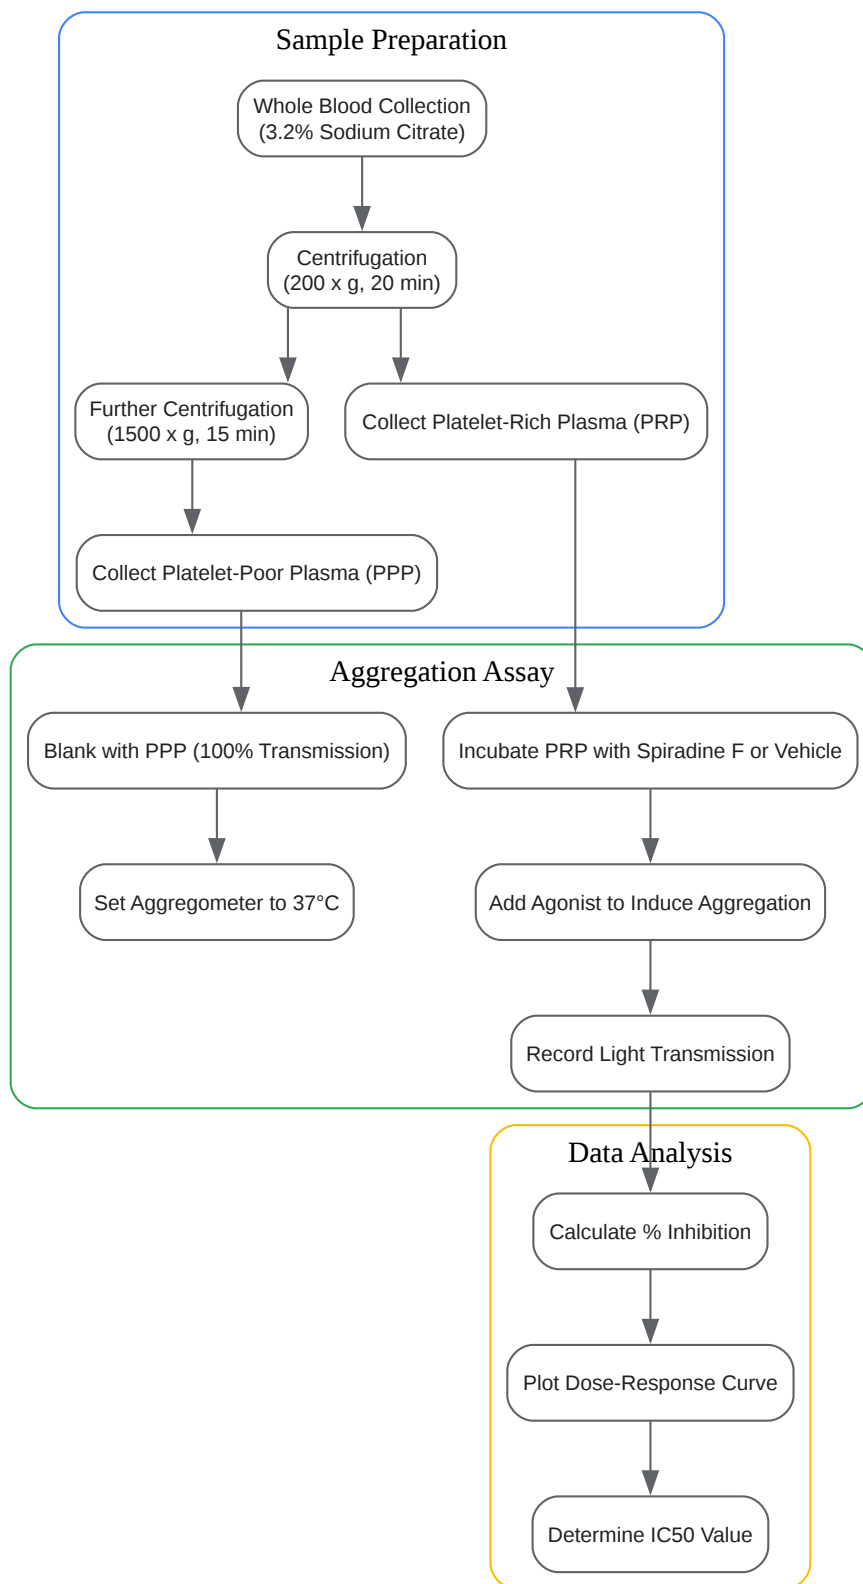 Sample Preparation
Whole Blood Collection
(3.2% Sodium Citrate)
Centrifugation
(200 x g, 20 min)
Further Centrifugation
(1500 x g, 15 min)
Collect Platelet-Rich Plasma (PRP)
Collect Platelet-Poor Plasma (PPP)
Aggregation Assay
Blank with PPP (100% Transmission)
Incubate PRP with Spiradine F or Vehicle
Set Aggregometer to 37°C
Add Agonist to Induce Aggregation
Record Light Transmission
Data Analysis
Calculate % Inhibition
Plot Dose-Response Curve
Determine IC50 Value